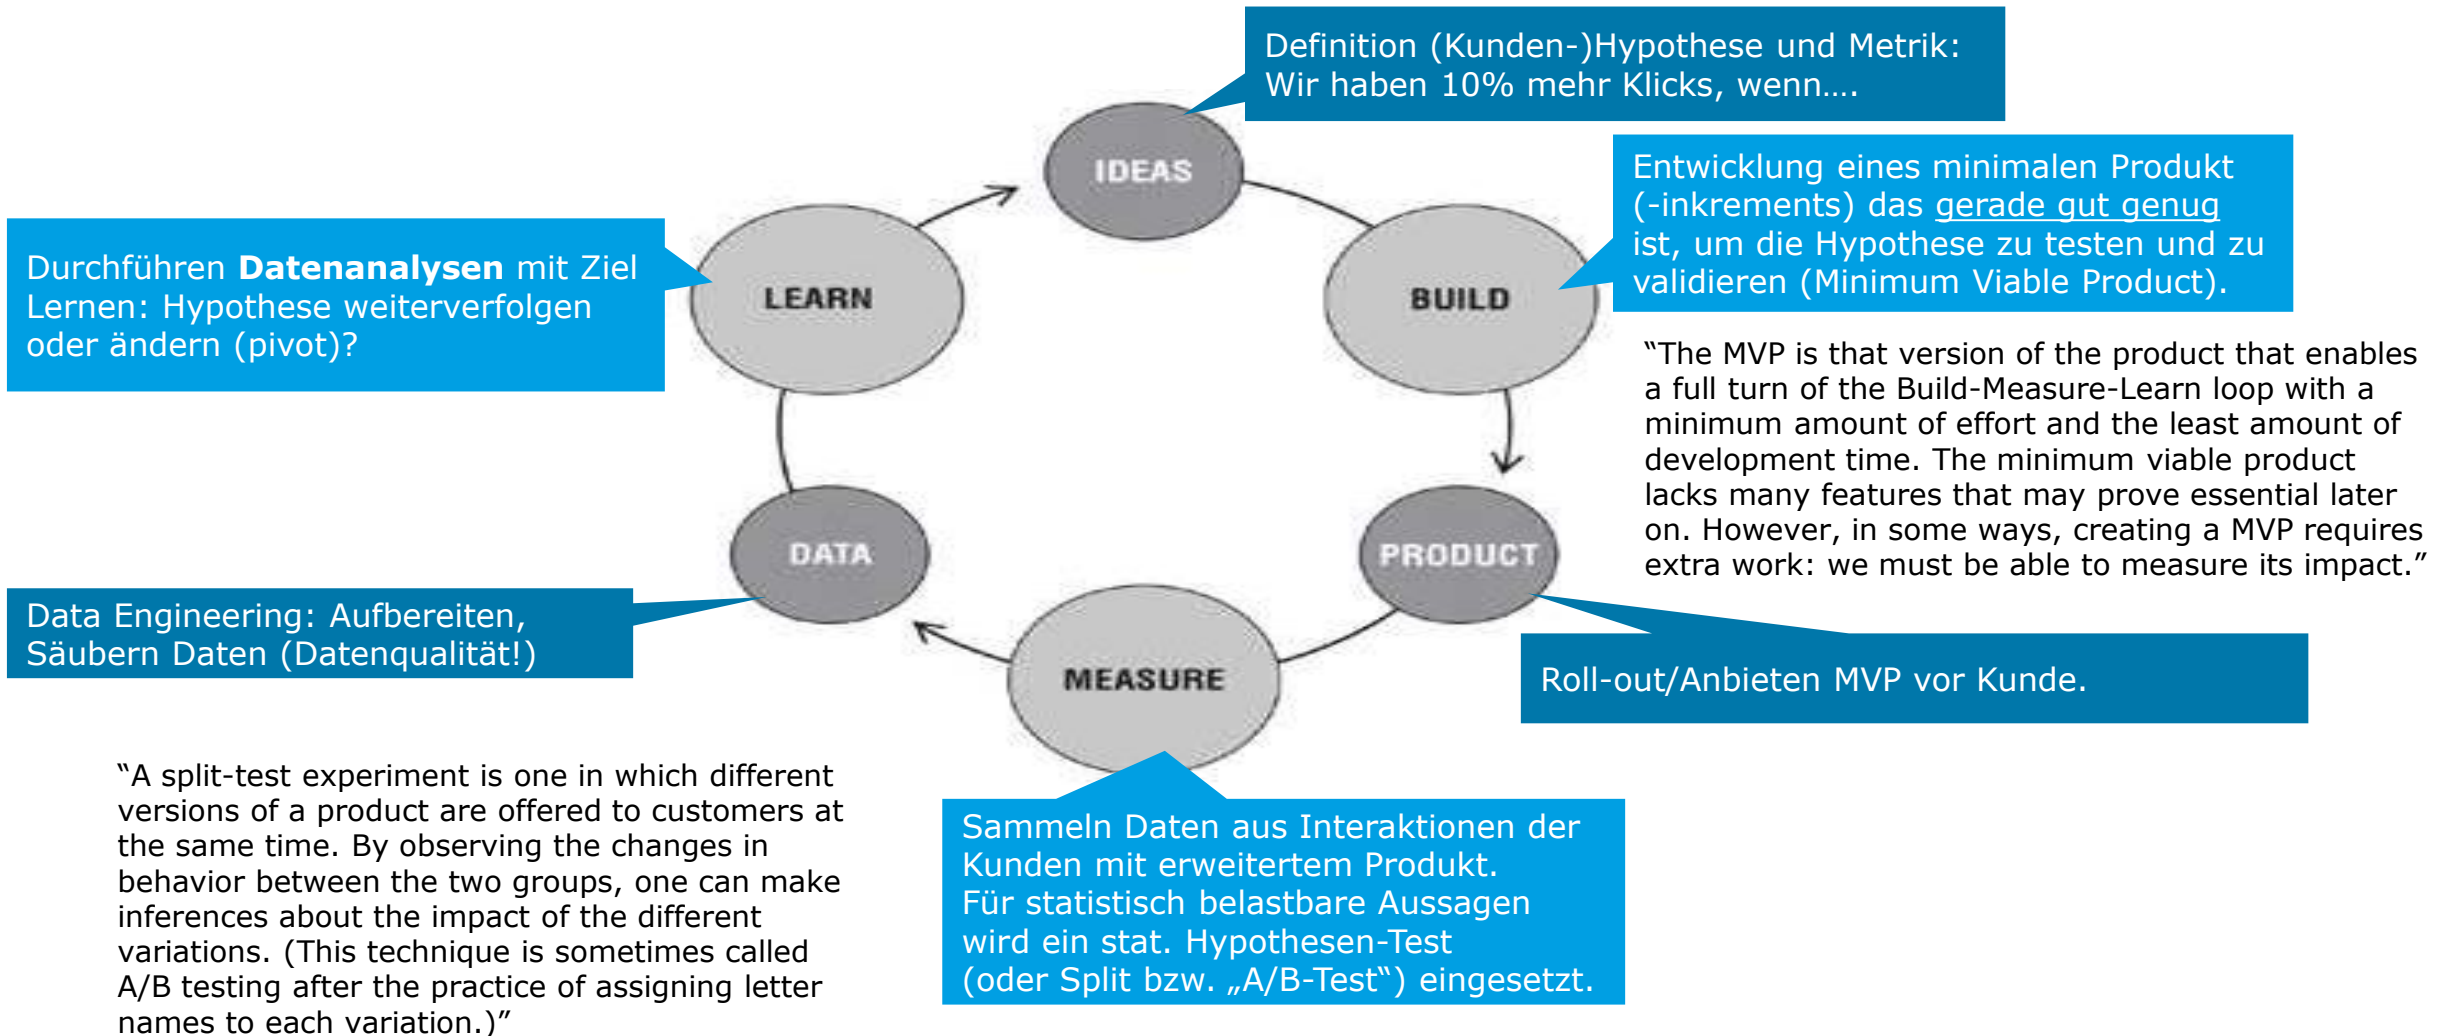 Definition (Kunden-)Hypothese und Metrik:
Wir haben 10% mehr Klicks, wenn….
IDEAS
Entwicklung eines minimalen Produkt
(-inkrements) das gerade gut genug
ist, um die Hypothese zu testen und zu
validieren (Minimum Viable Product).
BUILD
"The MVP is that version of the product that enables
a full turn of the Build-Measure-Learn loop with a
minimum amount of effort and the least amount of
development time. The minimum viable product
lacks many features that may prove essential later
on. However, in some ways, creating a MVP requires
extra work: we must be able to measure its impact."
PRODUCT
Roll-out/Anbieten MVP vor Kunde.
MEASURE
Sammeln Daten aus Interaktionen der
Kunden mit erweitertem Produkt.
Für statistisch belastbare Aussagen
wird ein stat. Hypothesen-Test
(oder Split bzw. „A/B-Test") eingesetzt.
DATA
Data Engineering: Aufbereiten,
Säubern Daten (Datenqualität!)
"A split-test experiment is one in which different
versions of a product are offered to customers at
the same time. By observing the changes in
behavior between the two groups, one can make
inferences about the impact of the different
variations. (This technique is sometimes called
A/B testing after the practice of assigning letter
names to each variation.)"
LEARN
Durchführen Datenanalysen mit Ziel
Lernen: Hypothese weiterverfolgen
oder ändern (pivot)?